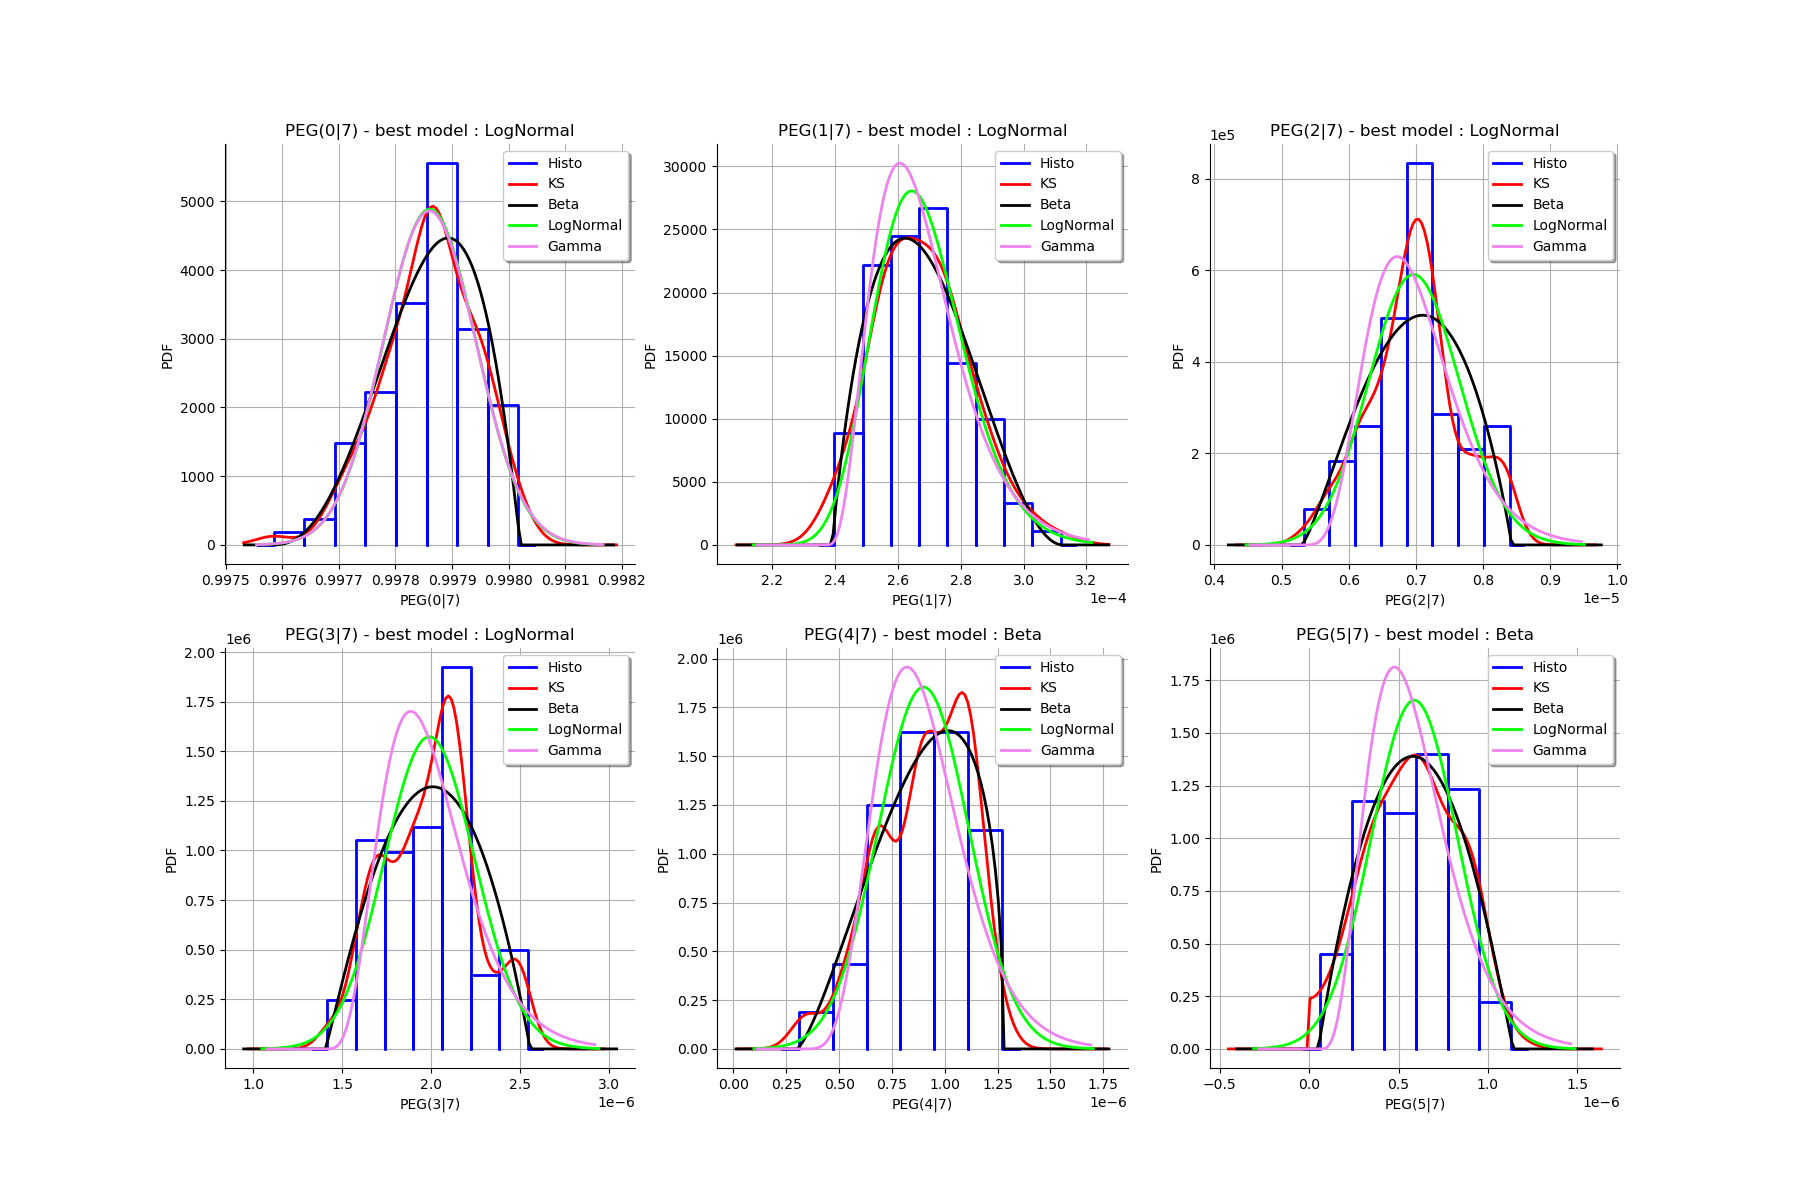 PEG(0|7) - best model : LogNormal
PDF
5000
4000
3000
2000
1000
0
Histo
KS
Beta
LogNormal
Gamma
0.9975 0.9976 0.9977 0.9978 0.9979 0.9980 0.9981 0.9982
PEG(0|7)
PEG(1|7) - best model : LogNormal
PDF
30000
25000
20000
15000
10000
5000
0
Histo
KS
Beta
LogNormal
Gamma
2.2 2.4 2.6 2.8 3.0 3.2
PEG(1|7)
1e−4
PEG(2|7) - best model : LogNormal
1e5
PDF
8
6
4
2
0
Histo
KS
Beta
LogNormal
Gamma
0.4 0.5 0.6 0.7 0.8 0.9 1.0
PEG(2|7)
1e−5
PEG(3|7) - best model : LogNormal
1e6
PDF
2.00
1.75
1.50
1.25
1.00
0.75
0.50
0.25
0.00
Histo
KS
Beta
LogNormal
Gamma
1.0 1.5 2.0 2.5 3.0
PEG(3|7)
1e−6
PEG(4|7) - best model : Beta
1e6
PDF
2.00
1.75
1.50
1.25
1.00
0.75
0.50
0.25
0.00
Histo
KS
Beta
LogNormal
Gamma
0.00 0.25 0.50 0.75 1.00 1.25 1.50 1.75
PEG(4|7)
1e−6
PEG(5|7) - best model : Beta
1e6
PDF
1.75
1.50
1.25
1.00
0.75
0.50
0.25
0.00
Histo
KS
Beta
LogNormal
Gamma
−0.5 0.0 0.5 1.0 1.5
PEG(5|7)
1e−6